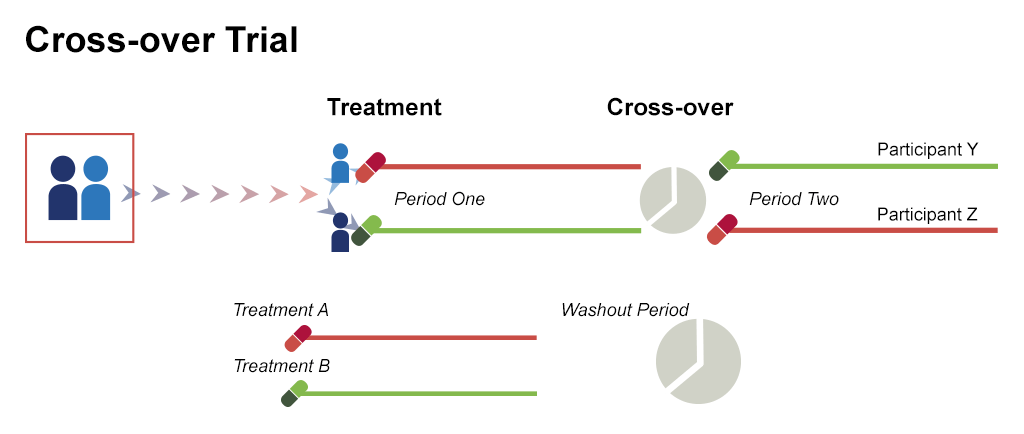 Cross-over Trial
Treatment
Cross-over
Participant Y
Period One
Period Two
Participant Z
Treatment A
Washout Period
Treatment B